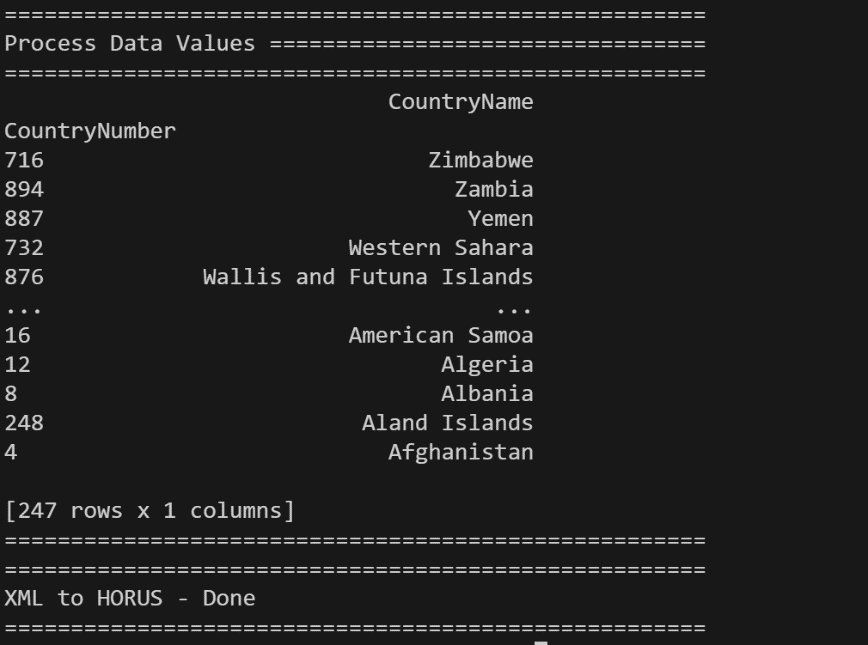 =====================================================
Process Data Values =================================
=====================================================
                             CountryName
CountryNumber
716                             Zimbabwe
894                               Zambia
887                                Yemen
732                       Western Sahara
876            Wallis and Futuna Islands
...                                  ...
16                        American Samoa
12                               Algeria
8                                Albania
248                        Aland Islands
4                            Afghanistan

[247 rows x 1 columns]
=====================================================
=====================================================
XML to HORUS - Done
=====================================================